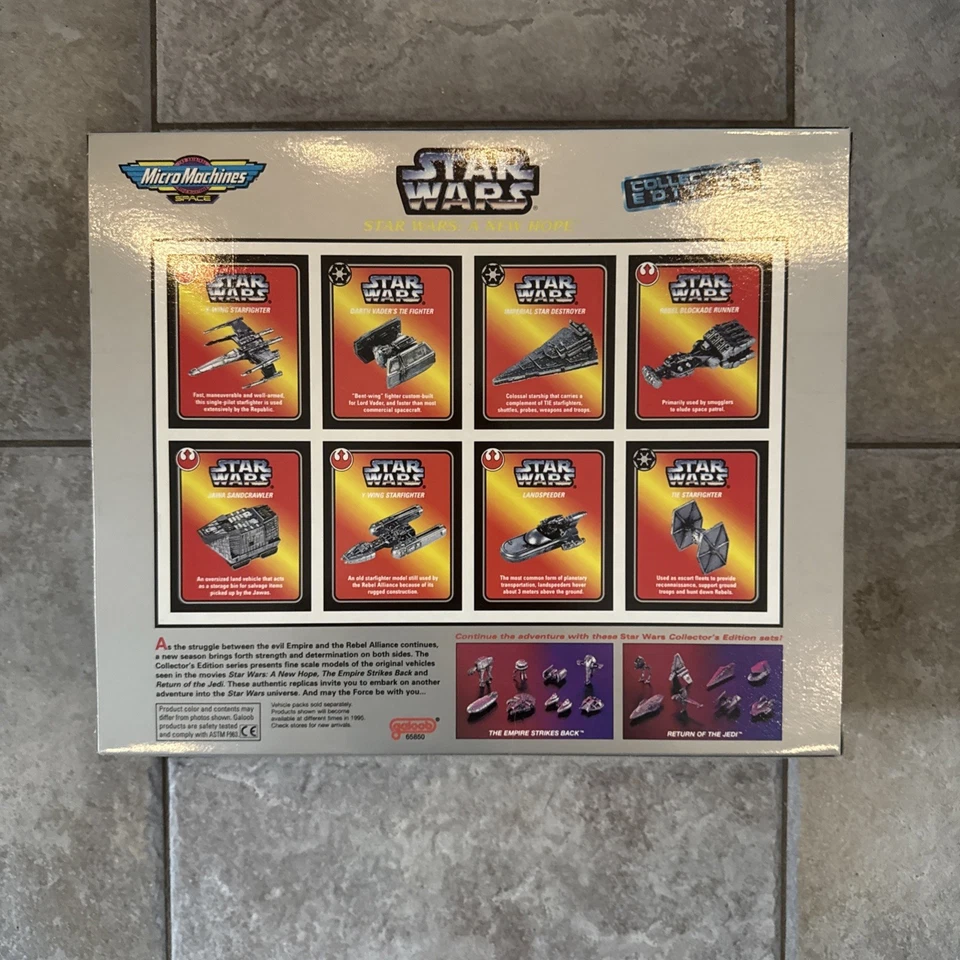 MicroMachines
SPACE
STAR WARS
COLLECTOR'S
EDITION
STAR WARS: A NEW HOPE
STAR WARS
X-WING STARFIGHTER
Fast, maneuverable and well-armed,
this single-pilot starfighter is used
extensively by the Republic.
STAR WARS
DARTH VADER'S TIE FIGHTER
"Bent-wing" fighter custom-built
for Lord Vader, and faster than most
commercial spacecraft.
STAR WARS
IMPERIAL STAR DESTROYER
Colossal starship that carries a
complement of TIE starfighters,
shuttles, probes, weapons and troops.
STAR WARS
REBEL BLOCKADE RUNNER
Primarily used by smugglers
to elude space patrol.
STAR WARS
JAWA SANDCRAWLER
An oversized land vehicle that acts
as a storage bin for salvage items
picked up by the Jawas.
STAR WARS
Y-WING STARFIGHTER
An old starfighter model still used by
the Rebel Alliance because of its
rugged construction.
STAR WARS
LANDSPEEDER
The most common form of planetary
transportation, landspeeders hover
about 3 meters above the ground.
STAR WARS
TIE STARFIGHTER
Used as escort fleets to provide
reconnaissance, support ground
troops and hunt down Rebels.
As the struggle between the evil Empire and the Rebel Alliance continues,
a new season brings forth strength and determination on both sides. The
Collector's Edition series presents fine scale models of the original vehicles
seen in the movies Star Wars: A New Hope, The Empire Strikes Back and
Return of the Jedi. These authentic replicas invite you to embark on another
adventure into the Star Wars universe. And may the Force be with you...
Product color and contents may
differ from photos shown. Galoob
products are safety tested
and comply with ASTM F963
CE
Vehicle packs sold separately.
Products shown will become
available at different times in 1995.
Check stores for new arrivals.
galoob®
65860
Continue the adventure with these Star Wars Collector's Edition sets!
THE EMPIRE STRIKES BACK™
RETURN OF THE JEDI™